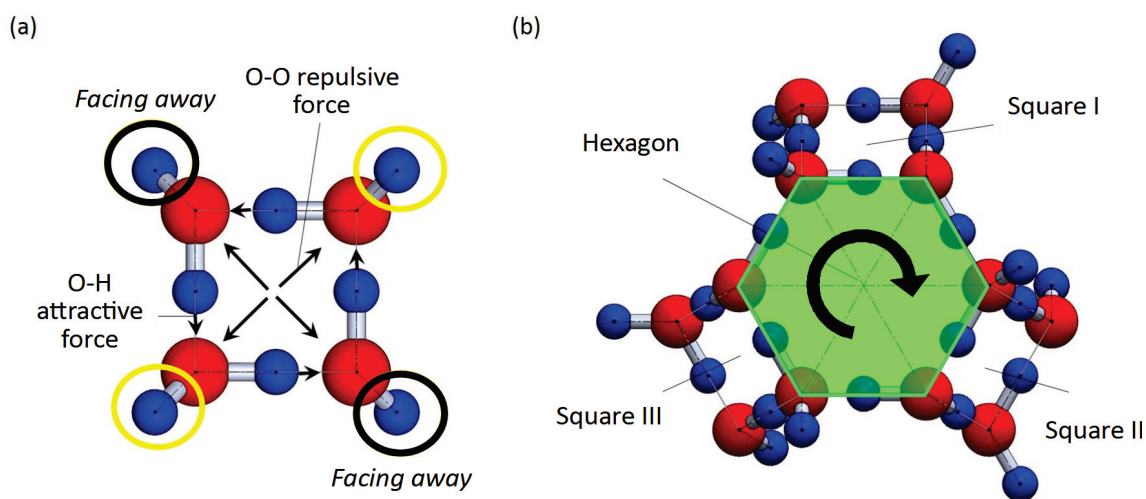 (a)
O-O repulsive
force
Facing away
O-H
attractive
force
Facing away
(b)
Square I
Hexagon
Square III
Square II